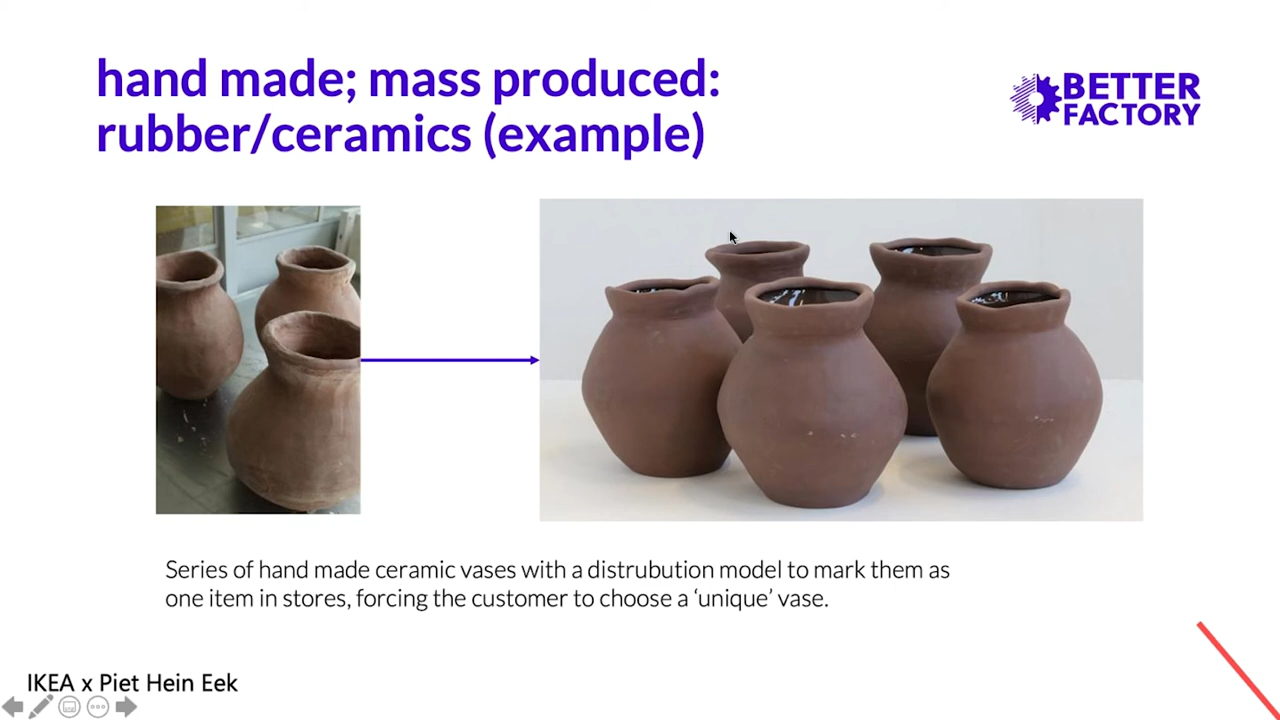 hand made; mass produced:
rubber/ceramics (example)
BETTER
FACTORY
Series of hand made ceramic vases with a distrubution model to mark them as
one item in stores, forcing the customer to choose a ‘unique’ vase.
IKEA x Piet Hein Eek